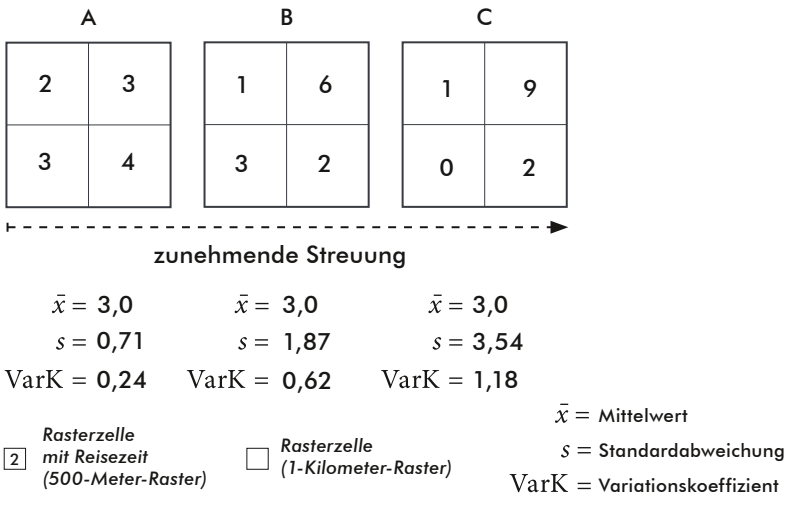 A B C
2 3 1 6 1 9
3 4 3 2 0 2
zunehmende Streuung
x̄ = 3,0 x̄ = 3,0 x̄ = 3,0
s = 0,71 s = 1,87 s = 3,54
VarK = 0,24 VarK = 0,62 VarK = 1,18
2 Rasterzelle
mit Reisezeit
(500-Meter-Raster)
Rasterzelle
(1-Kilometer-Raster)
x̄ = Mittelwert
s = Standardabweichung
VarK = Variationskoeffizient